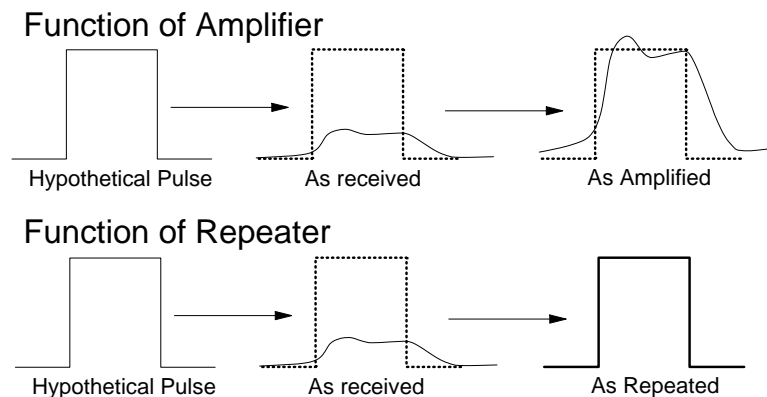 Function of Amplifier
Hypothetical Pulse
As received
As Amplified
Function of Repeater
Hypothetical Pulse
As received
As Repeated